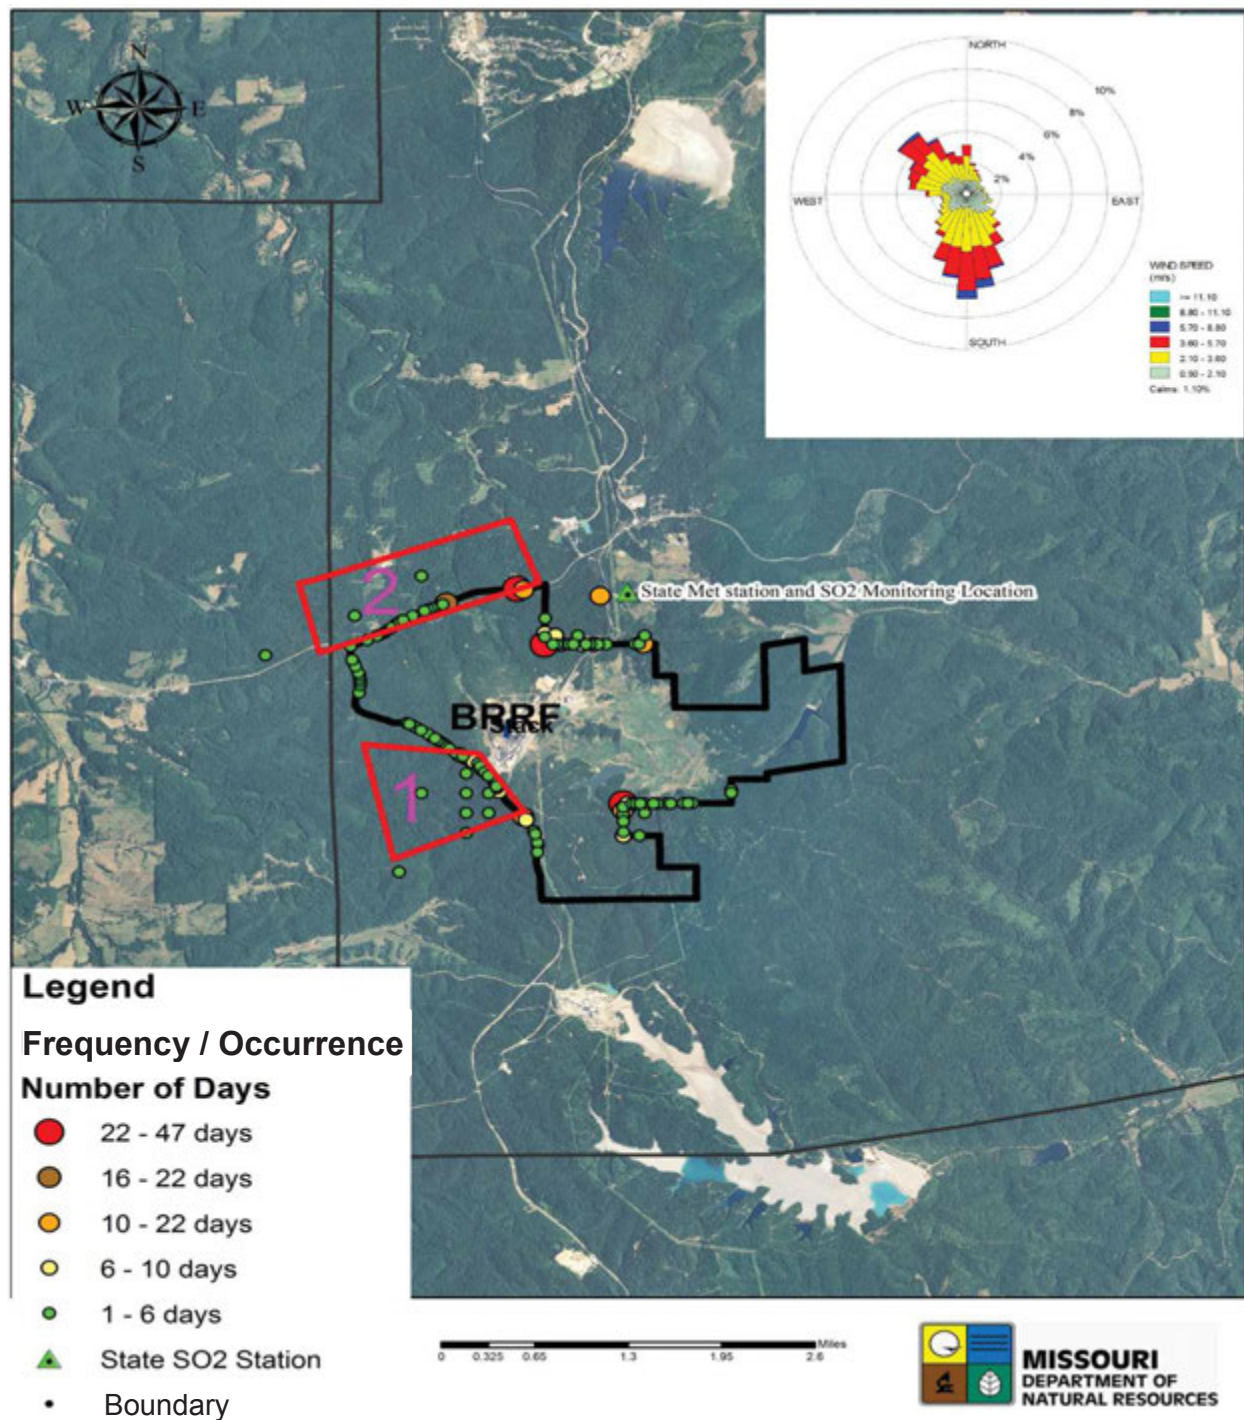 N
W E
S
NORTH
10%
8%
6%
4%
2%
WEST
EAST
SOUTH
WIND SPEED
(m/s)
>= 11.10
8.80 - 11.10
5.70 - 8.80
3.60 - 5.70
2.10 - 3.60
0.50 - 2.10
Calms: 1.10%
2
State Met station and SO2 Monitoring Location
BRRF
Stack
1
Legend
Frequency / Occurrence
Number of Days
22 - 47 days
16 - 22 days
10 - 22 days
6 - 10 days
1 - 6 days
State SO2 Station
Boundary
0 0.325 0.65 1.3 1.95 2.6 Miles
MISSOURI
DEPARTMENT OF
NATURAL RESOURCES